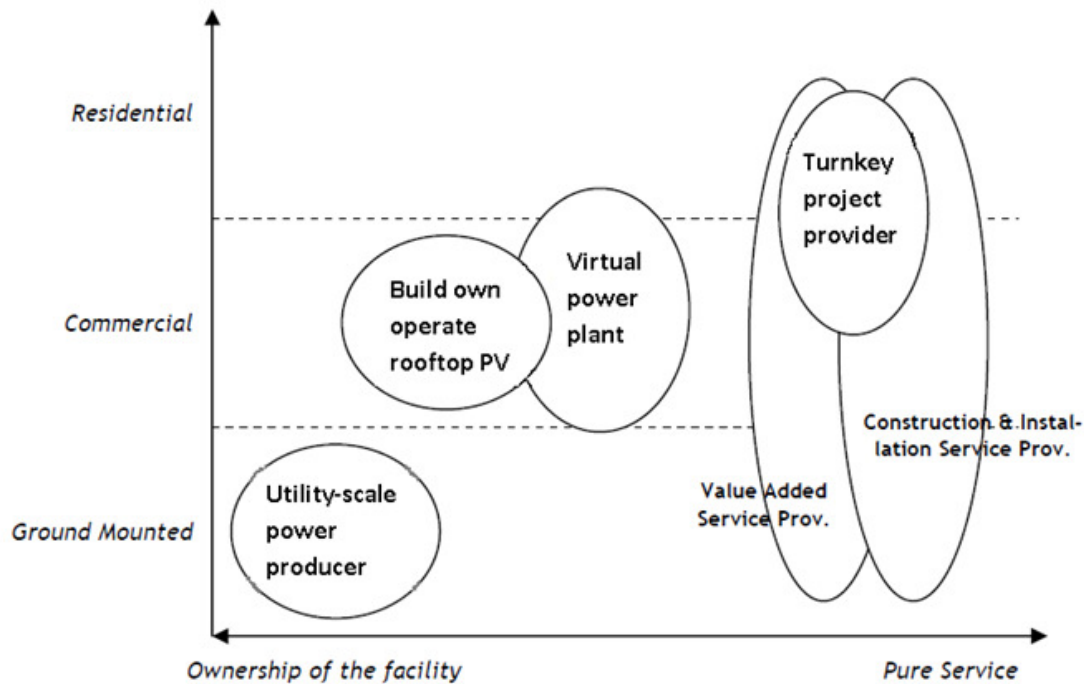 Residential
Commercial
Ground Mounted
Turnkey
project
provider
Virtual
power
plant
Build own
operate
rooftop PV
Construction & Instal-
lation Service Prov.
Value Added
Service Prov.
Utility-scale
power
producer
Ownership of the facility
Pure Service